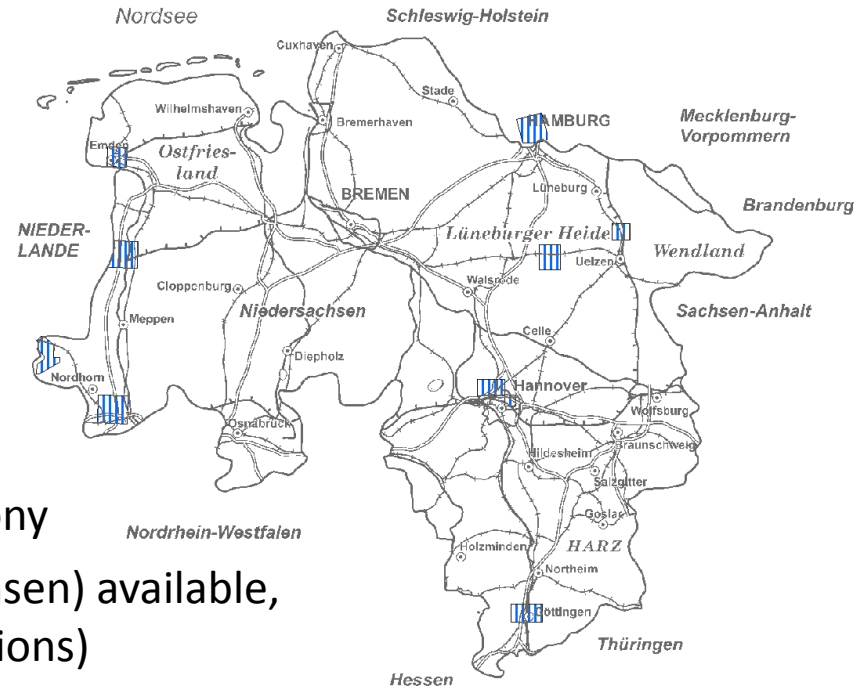 Nordsee
Schleswig-Holstein
Cuxhaven
Stade
Wilhelmshaven
Bremerhaven
HAMBURG
Mecklenburg-
Vorpommern
Emden
Ostfries-
land
BREMEN
Lüneburg
Brandenburg
NIEDER-
LANDE
Lüneburger Heide
Wendland
Uelzen
Cloppenburg
Walsrode
Niedersachsen
Sachsen-Anhalt
Meppen
Celle
Diepholz
Nordhorn
Hannover
Wolfsburg
Osnabrück
Braunschweig
Hildesheim
Salzgitter
ony
Goslar
Nordrhein-Westfalen
Holzminden
HARZ
Northeim
sen) available,
Göttingen
ions)
Thüringen
Hessen